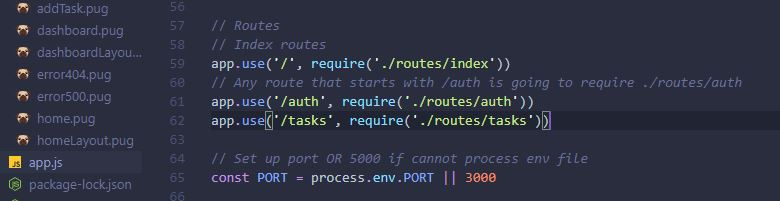 addTask.pug
dashboard.pug
dashboardLayou...
error404.pug
error500.pug
home.pug
homeLayout.pug
JS app.js
package-lock.json
56
57 // Routes
58 // Index routes
59 app.use('/', require('./routes/index'))
60 // Any route that starts with /auth is going to require ./routes/auth
61 app.use('/auth', require('./routes/auth'))
62 app.use('/tasks', require('./routes/tasks'))
63
64 // Set up port OR 5000 if cannot process env file
65 const PORT = process.env.PORT || 3000
66